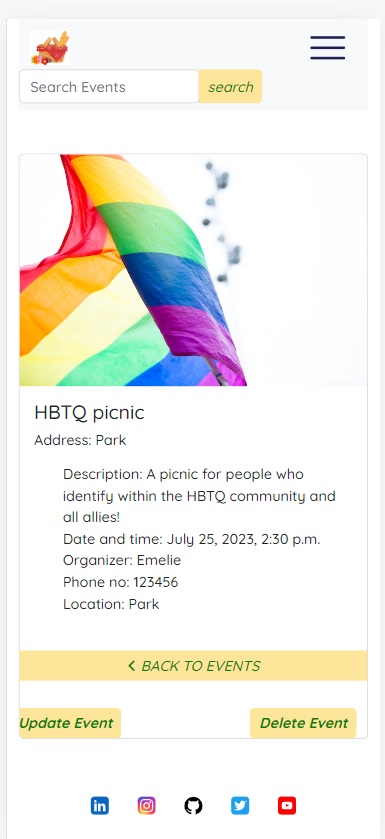 Search Events
search
HBTQ picnic
Address: Park
Description: A picnic for people who
identify within the HBTQ community and
all allies!
Date and time: July 25, 2023, 2:30 p.m.
Organizer: Emelie
Phone no: 123456
Location: Park
BACK TO EVENTS
Update Event
Delete Event
in